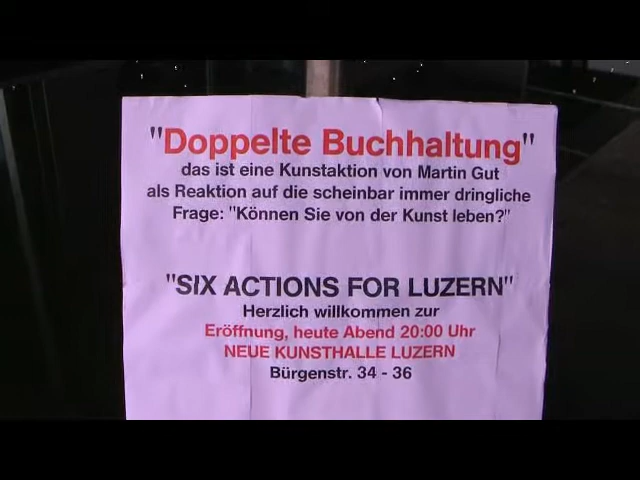 "Doppelte Buchhaltung"
das ist eine Kunstaktion von Martin Gut
als Reaktion auf die scheinbar immer dringliche
Frage: "Können Sie von der Kunst leben?"
"SIX ACTIONS FOR LUZERN"
Herzlich willkommen zur
Eröffnung, heute Abend 20:00 Uhr
NEUE KUNSTHALLE LUZERN
Bürgenstr. 34 - 36